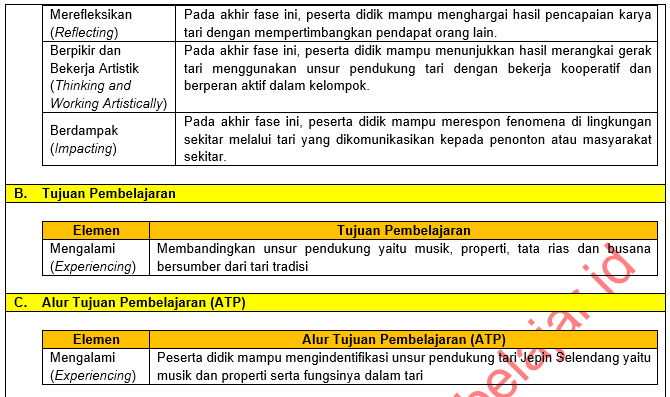 Merefleksikan
(Reflecting)
Pada akhir fase ini, peserta didik mampu menghargai hasil pencapaian karya
tari dengan mempertimbangkan pendapat orang lain.
Berpikir dan
Bekerja Artistik
(Thinking and
Working Artistically)
Pada akhir fase ini, peserta didik mampu menunjukkan hasil merangkai gerak
tari menggunakan unsur pendukung tari dengan bekerja kooperatif dan
berperan aktif dalam kelompok.
Berdampak
(Impacting)
Pada akhir fase ini, peserta didik mampu merespon fenomena di lingkungan
sekitar melalui tari yang dikomunikasikan kepada penonton atau masyarakat
sekitar.
B. Tujuan Pembelajaran
Elemen Tujuan Pembelajaran
Mengalami
(Experiencing)
Membandingkan unsur pendukung yaitu musik, properti, tata rias dan busana
bersumber dari tari tradisi
C. Alur Tujuan Pembelajaran (ATP)
Elemen Alur Tujuan Pembelajaran (ATP)
Mengalami
(Experiencing)
Peserta didik mampu mengindentifikasi unsur pendukung tari Jepin Selendang yaitu
musik dan properti serta fungsinya dalam tari
belajar.id